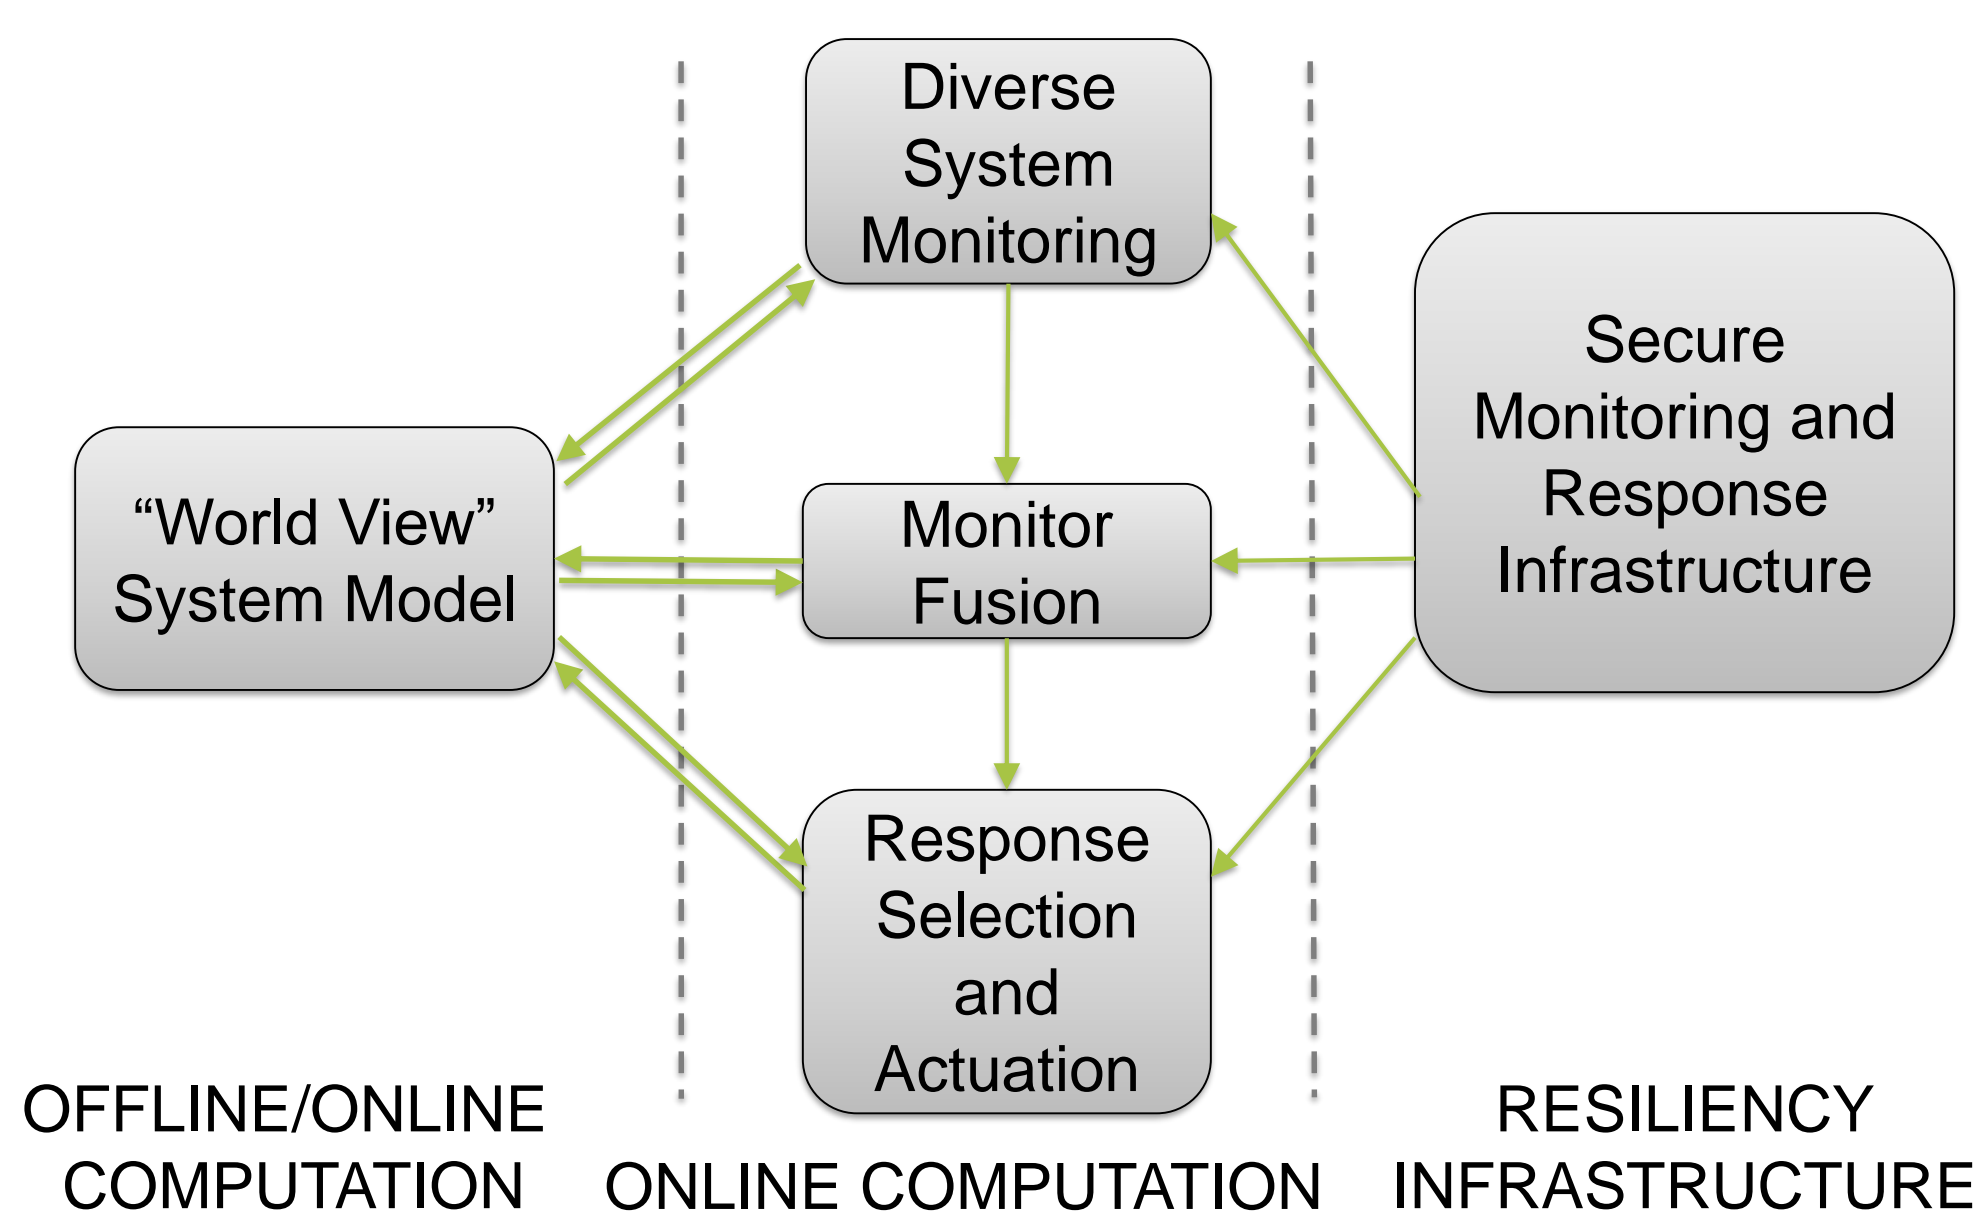 Diverse
System
Monitoring
“World View”
System Model
Monitor
Fusion
Secure
Monitoring and
Response
Infrastructure
Response
Selection
and
Actuation
OFFLINE/ONLINE
COMPUTATION
ONLINE COMPUTATION
RESILIENCY
INFRASTRUCTURE